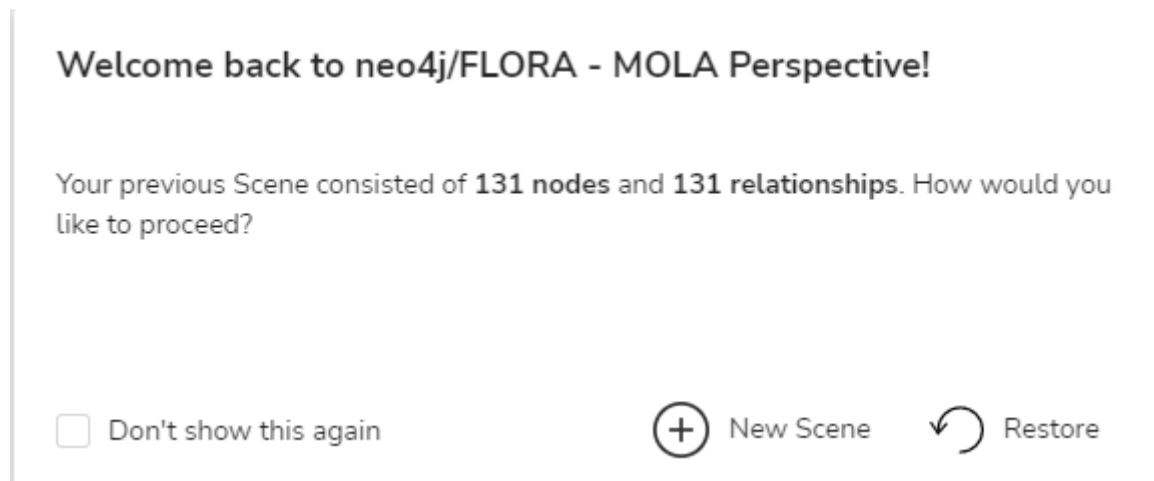 Welcome back to neo4j/FLORA - MOLA Perspective!
Your previous Scene consisted of 131 nodes and 131 relationships. How would you
like to proceed?
Don't show this again
New Scene
Restore